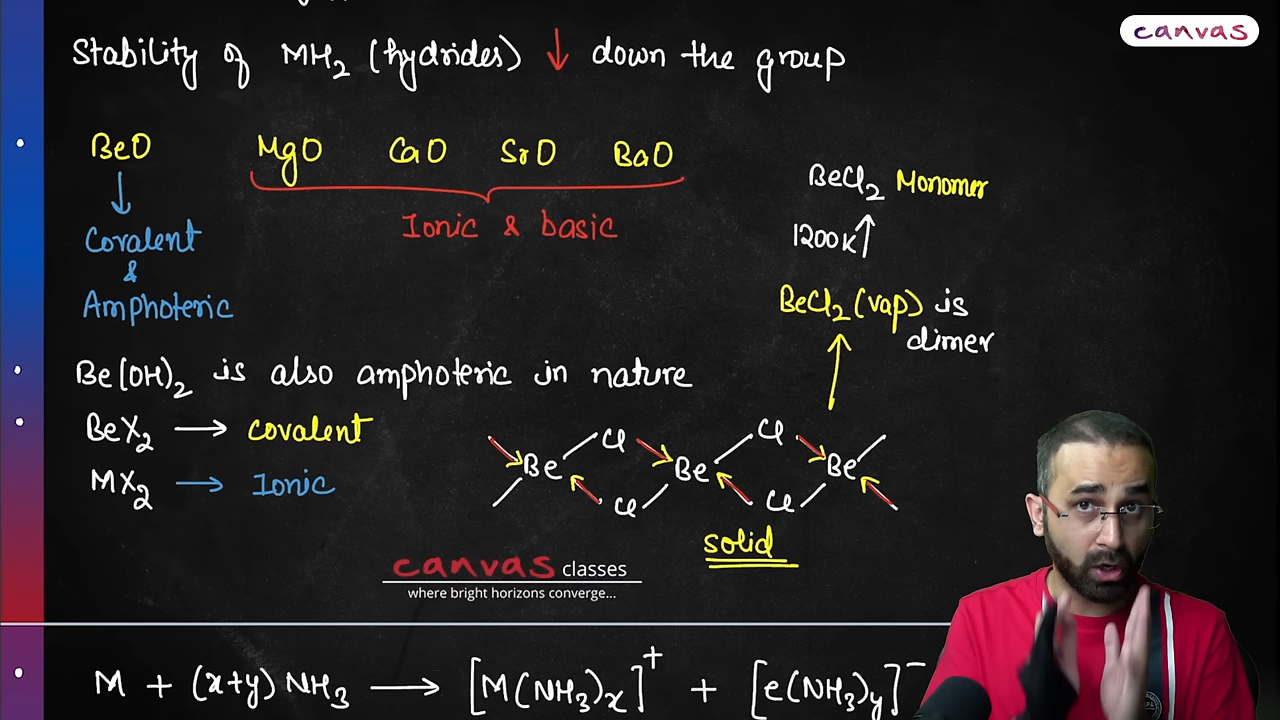 canvas
Stability of MH₂ (hydrides) ↓ down the group
BeO MgO CaO SrO BaO
Covalent
&
Amphoteric
Ionic & basic
BeCl₂ Monomer
1200K ↑
BeCl₂ (vap) is
dimer
Be(OH)₂ is also amphoteric in nature
BeX₂ → covalent
MX₂ → Ionic
Cl Cl
Be Be Be
Cl Cl
solid
canvas classes
where bright horizons converge...
M + (x+y) NH₃ → [M(NH₃)x]⁺ + [e(NH₃)y]⁻